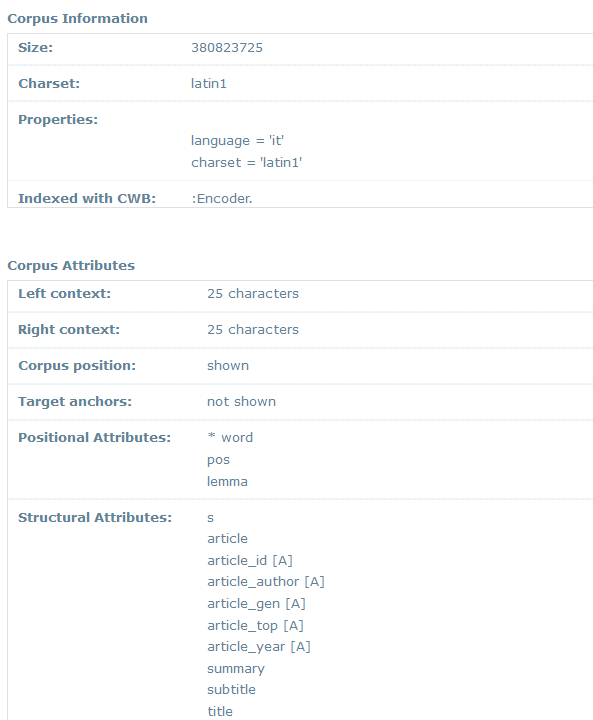 Corpus Information
Size: 380823725
Charset: latin1
Properties:
language = 'it'
charset = 'latin1'
Indexed with CWB: :Encoder.
Corpus Attributes
Left context: 25 characters
Right context: 25 characters
Corpus position: shown
Target anchors: not shown
Positional Attributes: * word
pos
lemma
Structural Attributes: s
article
article_id [A]
article_author [A]
article_gen [A]
article_top [A]
article_year [A]
summary
subtitle
title